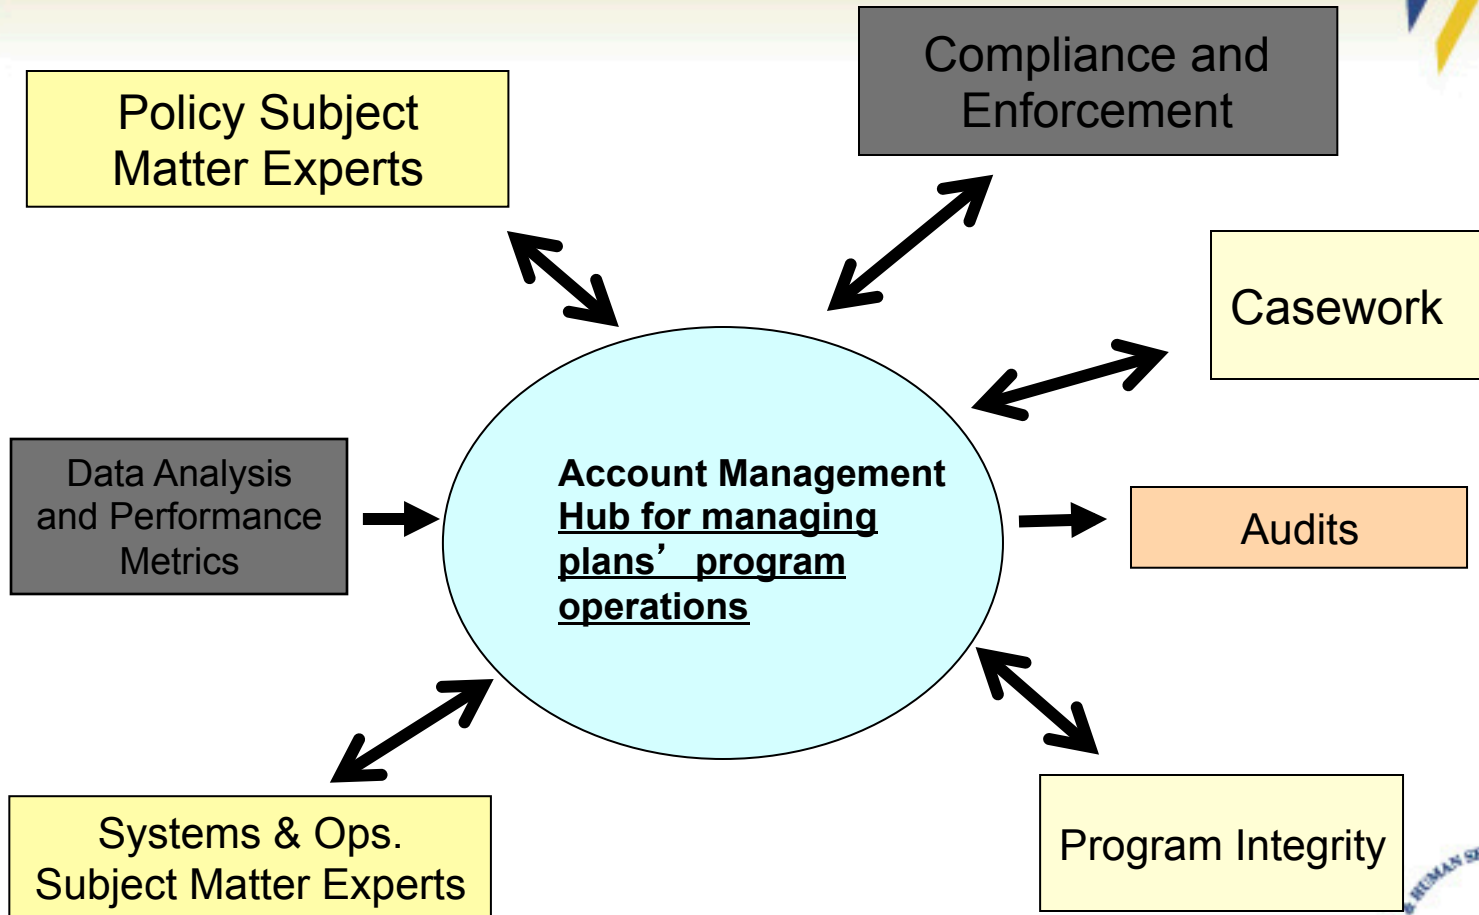 Compliance and
Enforcement
Policy Subject
Matter Experts
Casework
Data Analysis
and Performance
Metrics
Account Management
Hub for managing
plans’ program
operations
Audits
Systems & Ops.
Subject Matter Experts
Program Integrity
& HUMAN